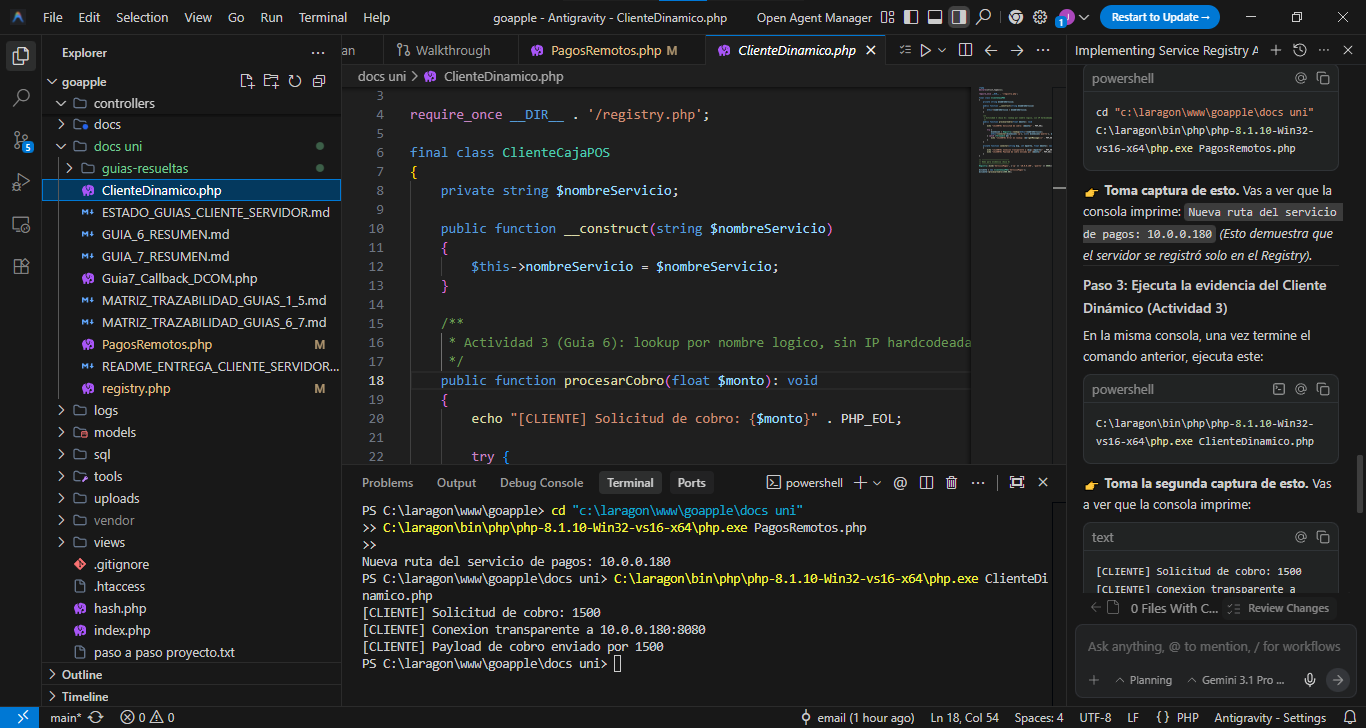 File Edit Selection View Go Run Terminal Help
goapple - Antigravity - ClienteDinamico.php
Open Agent Manager
1
Restart to Update →
Explorer
goapple
controllers
docs
docs uni
guias-resueltas
ClienteDinamico.php
ESTADO_GUIAS_CLIENTE_SERVIDOR.md
GUIA_6_RESUMEN.md
GUIA_7_RESUMEN.md
Guia7_Callback_DCOM.php
MATRIZ_TRAZABILIDAD_GUIAS_1_5.md
MATRIZ_TRAZABILIDAD_GUIAS_6_7.md
PagosRemotos.php M
README_ENTREGA_CLIENTE_SERVIDOR...
registry.php M
logs
models
sql
tools
uploads
vendor
views
.gitignore
.htaccess
hash.php
index.php
paso a paso proyecto.txt
Outline
Timeline
5
an
Walkthrough
PagosRemotos.php M
ClienteDinamico.php
docs uni > ClienteDinamico.php
3
4 require_once __DIR__ . '/registry.php';
5
6 final class ClienteCajaPOS
7 {
8 private string $nombreServicio;
9
10 public function __construct(string $nombreServicio)
11 {
12 $this->nombreServicio = $nombreServicio;
13 }
14
15 /**
16 * Actividad 3 (Guia 6): lookup por nombre logico, sin IP hardcodeada
17 */
18 public function procesarCobro(float $monto): void
19 {
20 echo "[CLIENTE] Solicitud de cobro: {$monto}" . PHP_EOL;
21
22 try {
Problems Output Debug Console Terminal Ports
powershell
PS C:\laragon\www\goapple> cd "c:\laragon\www\goapple\docs uni"
>> C:\laragon\bin\php\php-8.1.10-Win32-vs16-x64\php.exe PagosRemotos.php
>>
Nueva ruta del servicio de pagos: 10.0.0.180
PS C:\laragon\www\goapple\docs uni> C:\laragon\bin\php\php-8.1.10-Win32-vs16-x64\php.exe ClienteDi
namico.php
[CLIENTE] Solicitud de cobro: 1500
[CLIENTE] Conexion transparente a 10.0.0.180:8080
[CLIENTE] Payload de cobro enviado por 1500
PS C:\laragon\www\goapple\docs uni>
Implementing Service Registry A
powershell
cd "c:\laragon\www\goapple\docs uni"
C:\laragon\bin\php\php-8.1.10-Win32-
vs16-x64\php.exe PagosRemotos.php
👉 Toma captura de esto. Vas a ver que la
consola imprime: Nueva ruta del servicio
de pagos: 10.0.0.180 (Esto demuestra que
el servidor se registró solo en el Registry).
Paso 3: Ejecuta la evidencia del Cliente
Dinámico (Actividad 3)
En la misma consola, una vez termine el
comando anterior, ejecuta este:
powershell
C:\laragon\bin\php\php-8.1.10-Win32-
vs16-x64\php.exe ClienteDinamico.php
👉 Toma la segunda captura de esto. Vas
a ver que la consola imprime:
text
[CLIENTE] Solicitud de cobro: 1500
[CLIENTE] Conexion transparente a
0 Files With C...
Review Changes
Ask anything, @ to mention, / for workflows
Planning
Gemini 3.1 Pro ...
main*
0 0
email (1 hour ago)
Ln 18, Col 54
Spaces: 4
UTF-8
LF
{} PHP
Antigravity - Settings